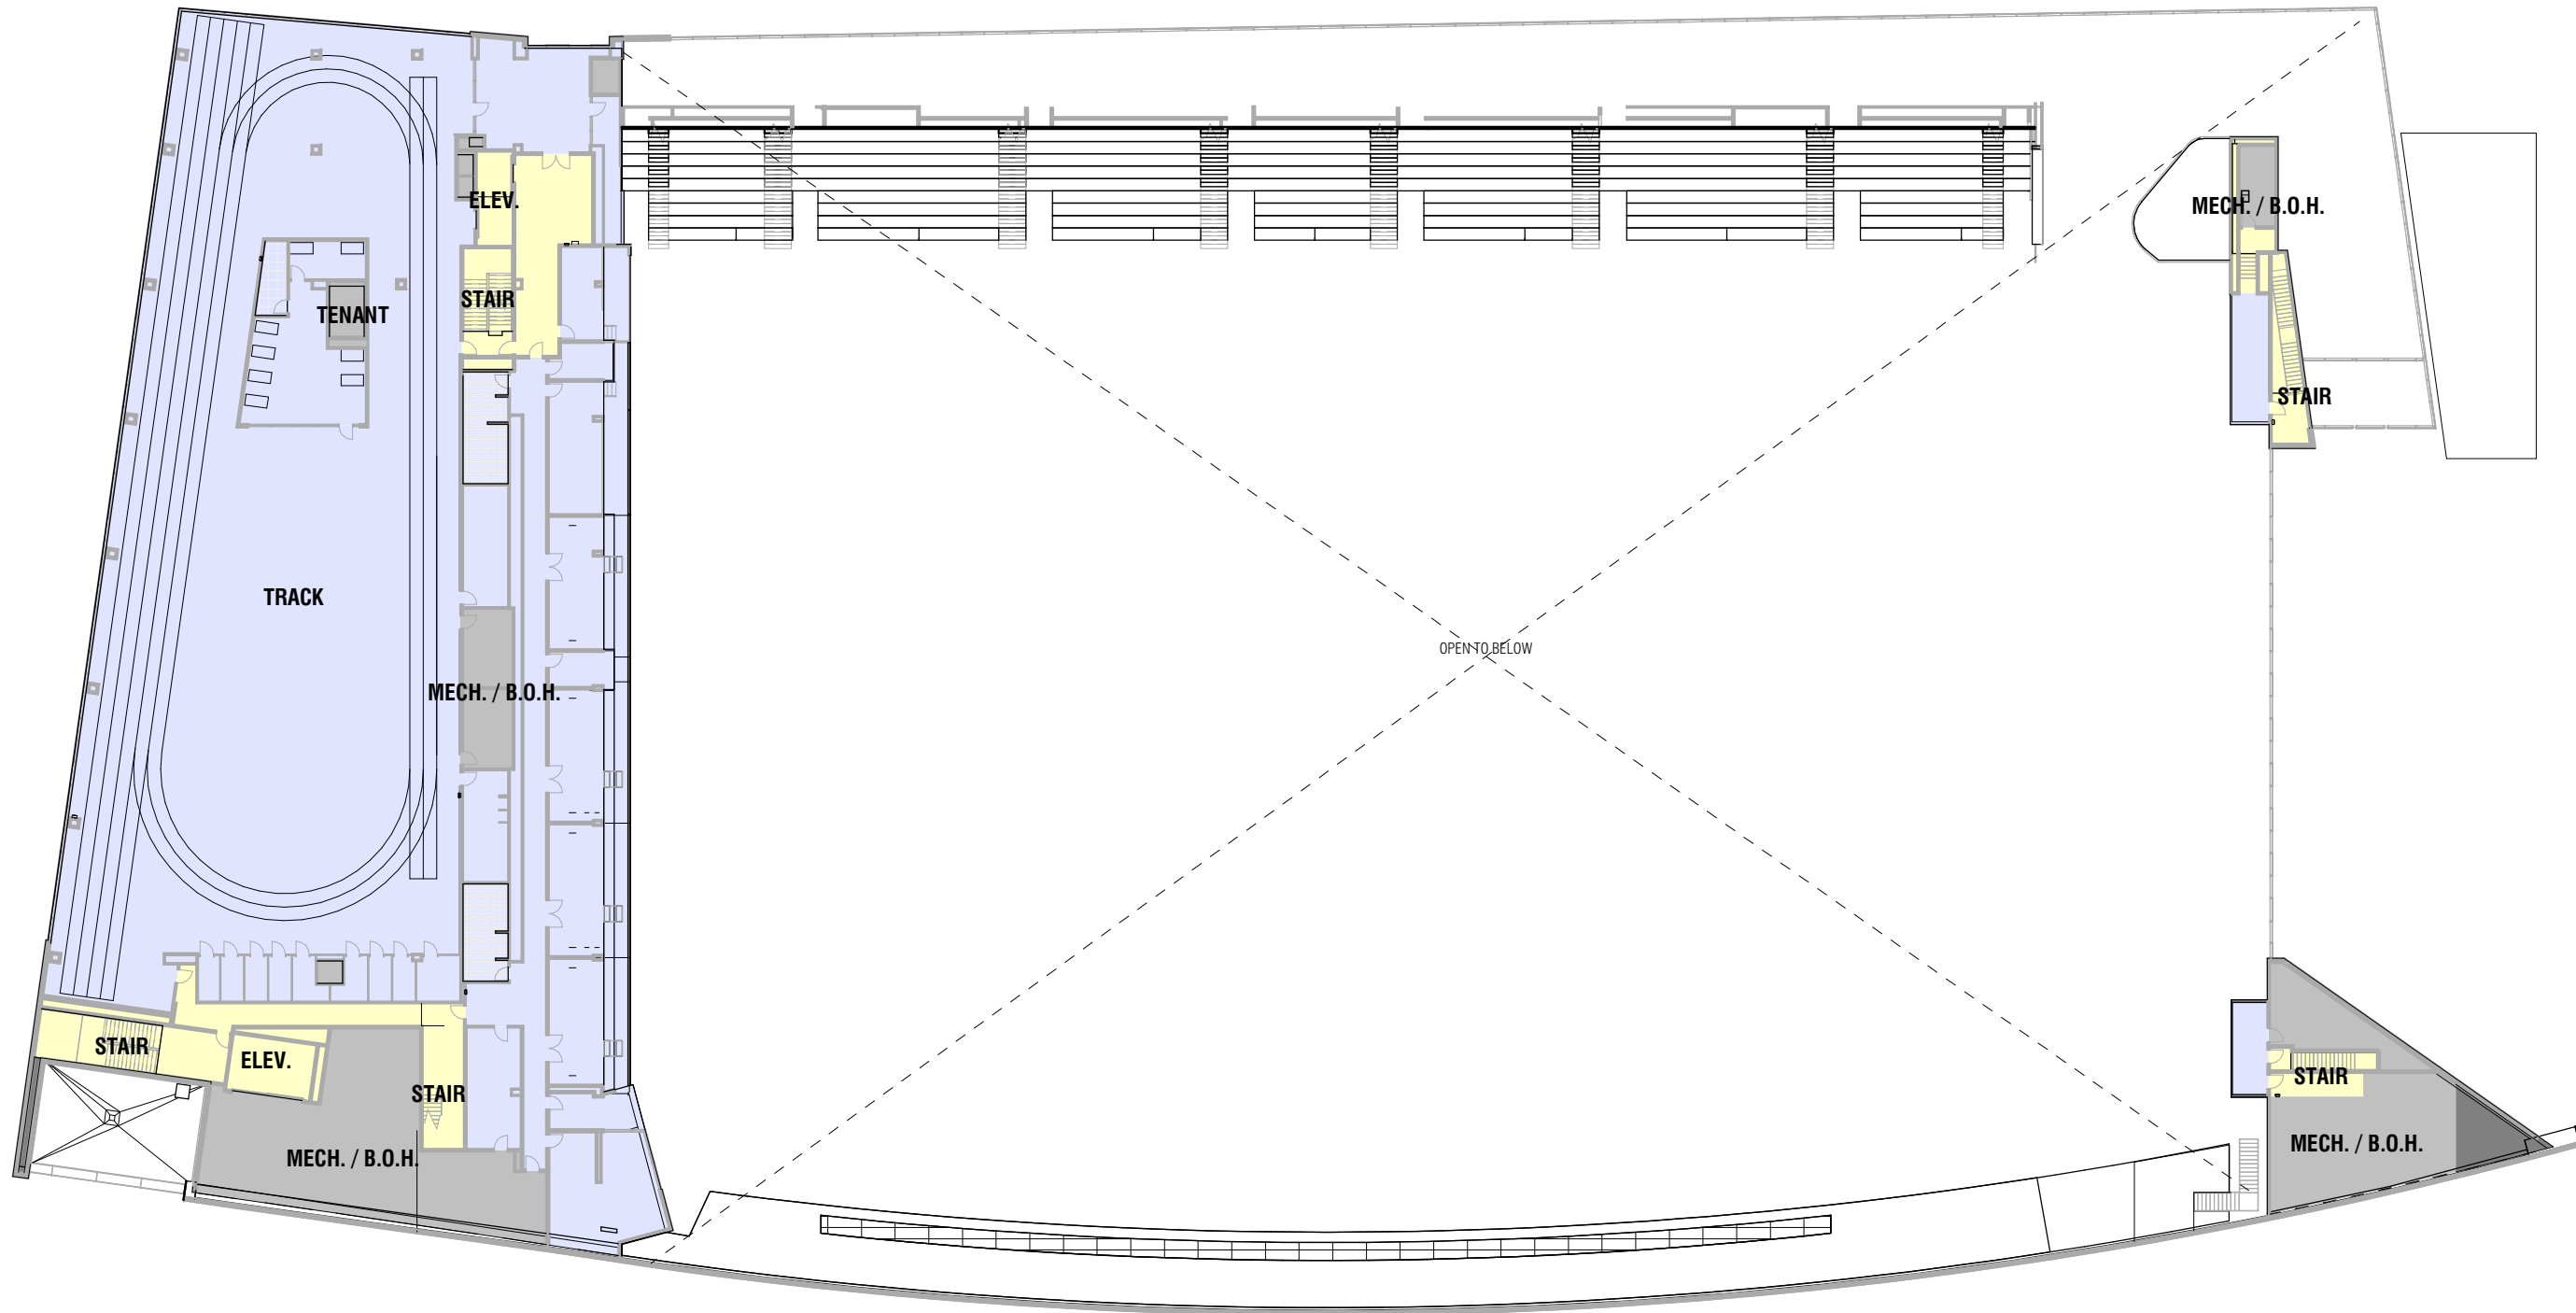 ELEV.
MECH. / B.O.H.
STAIR
TENANT
STAIR
TRACK
OPEN TO BELOW
MECH. / B.O.H.
STAIR
ELEV.
STAIR
STAIR
MECH. / B.O.H.
MECH. / B.O.H.